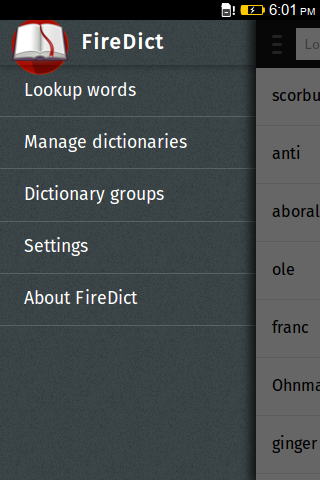 6:01 PM
FireDict
Lookup words
Manage dictionaries
Dictionary groups
Settings
About FireDict
Lo
scorbu
anti
aboral
ole
franc
Ohnma
ginger